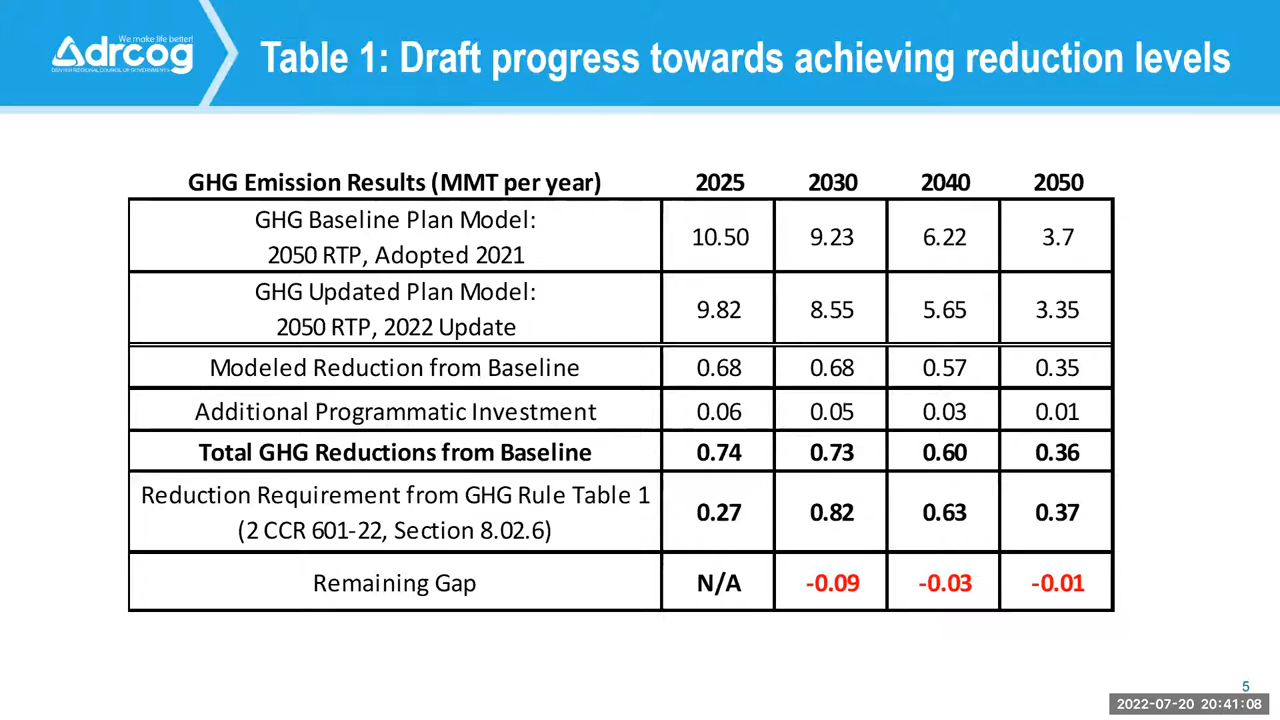 We make life better!
drcog
DENVER REGIONAL COUNCIL OF GOVERNMENTS
Table 1: Draft progress towards achieving reduction levels
GHG Emission Results (MMT per year) 2025 2030 2040 2050
GHG Baseline Plan Model:
2050 RTP, Adopted 2021 10.50 9.23 6.22 3.7
GHG Updated Plan Model:
2050 RTP, 2022 Update 9.82 8.55 5.65 3.35
Modeled Reduction from Baseline 0.68 0.68 0.57 0.35
Additional Programmatic Investment 0.06 0.05 0.03 0.01
Total GHG Reductions from Baseline 0.74 0.73 0.60 0.36
Reduction Requirement from GHG Rule Table 1
(2 CCR 601-22, Section 8.02.6) 0.27 0.82 0.63 0.37
Remaining Gap N/A -0.09 -0.03 -0.01
5
2022-07-20 20:41:08